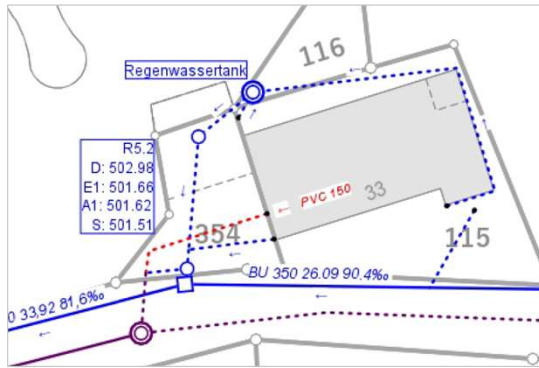 116
Regenwassertank
R5.2
D: 502.98
E1: 501.66
A1: 501.62
S: 501.51
PVC 150
33
354
115
BU 350 26.09 90.4‰
0 33,92 81,6‰